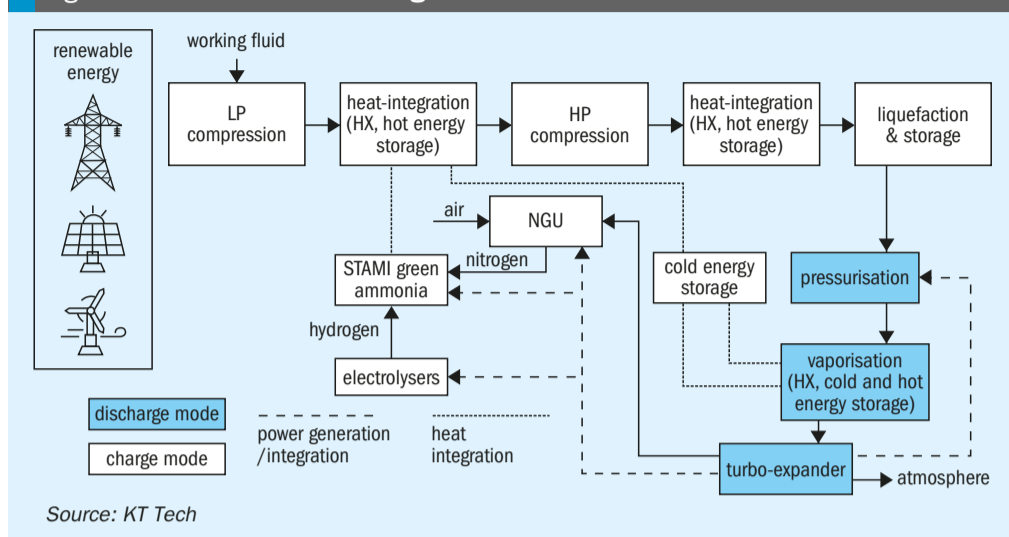 renewable
energy
working fluid
LP
compression
heat-integration
(HX, hot energy
storage)
HP
compression
heat-integration
(HX, hot energy
storage)
liquefaction
& storage
air
NGU
nitrogen
STAMI green
ammonia
cold energy
storage
pressurisation
hydrogen
electrolysers
vaporisation
(HX, cold and hot
energy storage)
discharge mode
charge mode
power generation
/integration
heat
integration
turbo-expander
atmosphere
Source: KT Tech